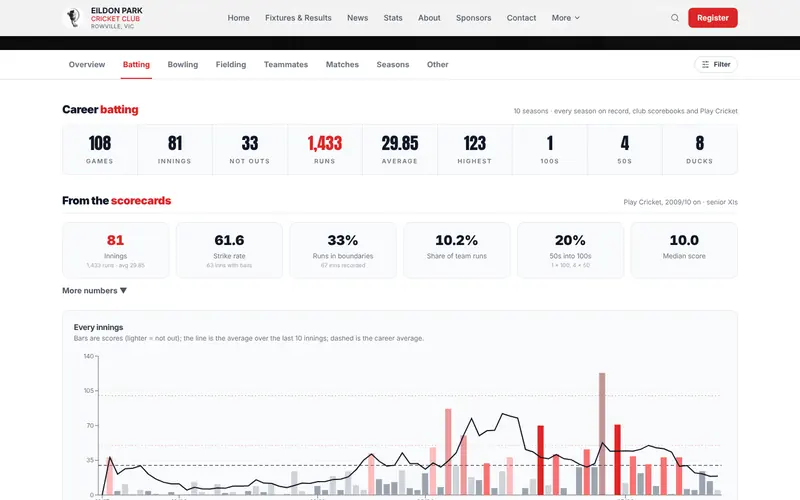 EILDON PARK
CRICKET CLUB
ROWVILLE, VIC
Home Fixtures & Results News Stats About Sponsors Contact More
Register
Overview Batting Bowling Fielding Teammates Matches Seasons Other
Filter
Career batting
10 seasons · every season on record, club scorebooks and Play Cricket
108 81 33 1,433 29.85 123 1 4 8
GAMES INNINGS NOT OUTS RUNS AVERAGE HIGHEST 100S 50S DUCKS
From the scorecards
Play Cricket, 2009/10 on · senior XIs
81 61.6 33% 10.2% 20% 10.0
Innings Strike rate Runs in boundaries Share of team runs 50s into 100s Median score
1,433 runs · avg 29.85 63 inns with balls 67 inns recorded 1 × 100, 4 × 50
More numbers ▼
Every innings
Bars are scores (lighter = not out); the line is the average over the last 10 innings; dashed is the career average.
140
105
70
35
0